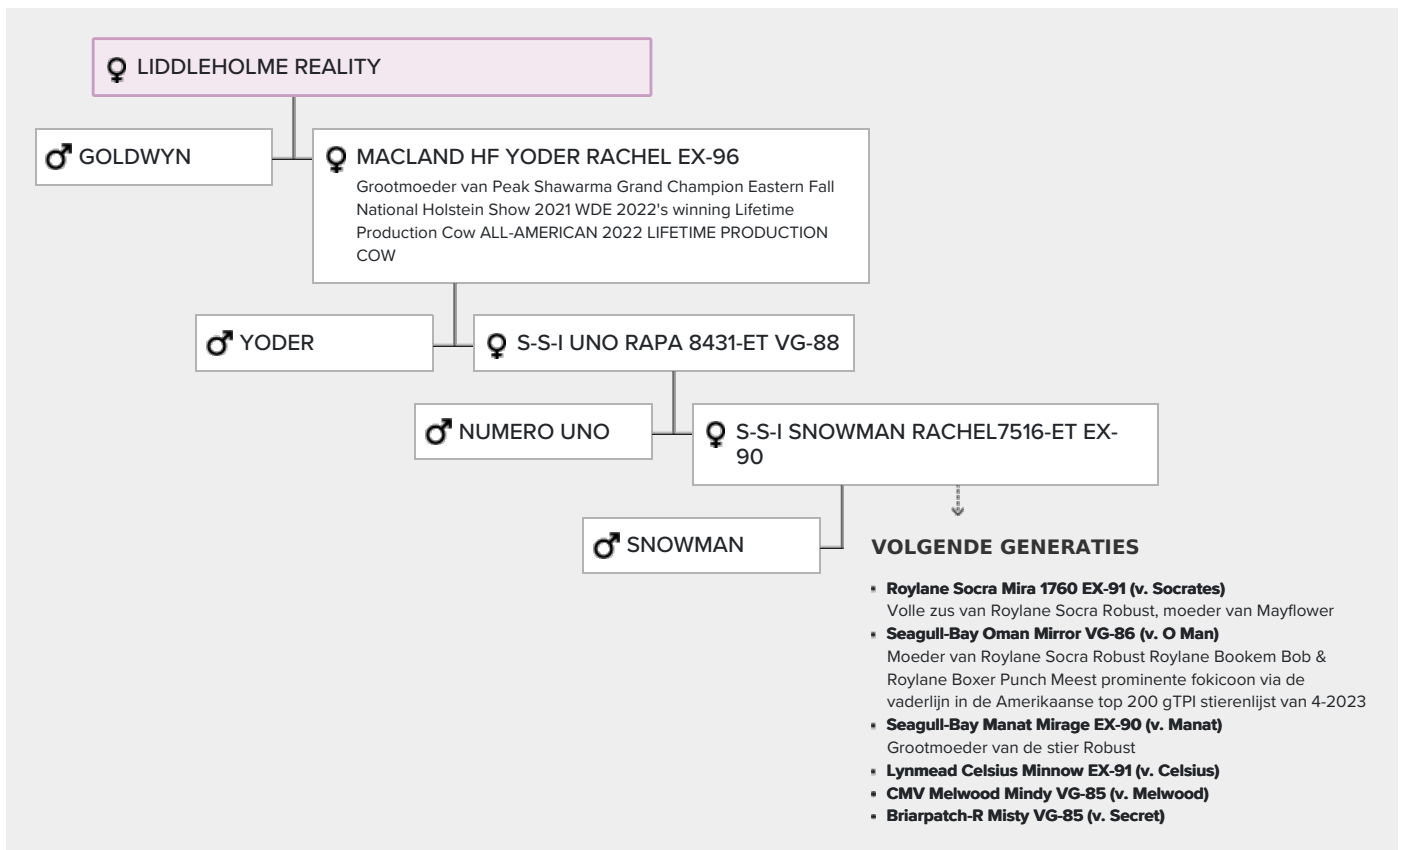 LIDDLEHOLME REALITY
GOLDWYN
MACLAND HF YODER RACHEL EX-96
Grootmoeder van Peak Shawarma Grand Champion Eastern Fall
National Holstein Show 2021 WDE 2022's winning Lifetime
Production Cow ALL-AMERICAN 2022 LIFETIME PRODUCTION
COW
YODER
S-S-I UNO RAPA 8431-ET VG-88
NUMERO UNO
S-S-I SNOWMAN RACHEL7516-ET EX-
90
SNOWMAN
VOLGENDE GENERATIES
Roylane Socra Mira 1760 EX-91 (v. Socrates)
Volle zus van Roylane Socra Robust, moeder van Mayflower
Seagull-Bay Oman Mirror VG-86 (v. O Man)
Moeder van Roylane Socra Robust Roylane Bookem Bob &
Roylane Boxer Punch Meest prominente fokicoon via de
vaderlijn in de Amerikaanse top 200 gTPI stierenlijst van 4-2023
Seagull-Bay Manat Mirage EX-90 (v. Manat)
Grootmoeder van de stier Robust
Lynmead Celsius Minnow EX-91 (v. Celsius)
CMV Melwood Mindy VG-85 (v. Melwood)
Briarpatch-R Misty VG-85 (v. Secret)